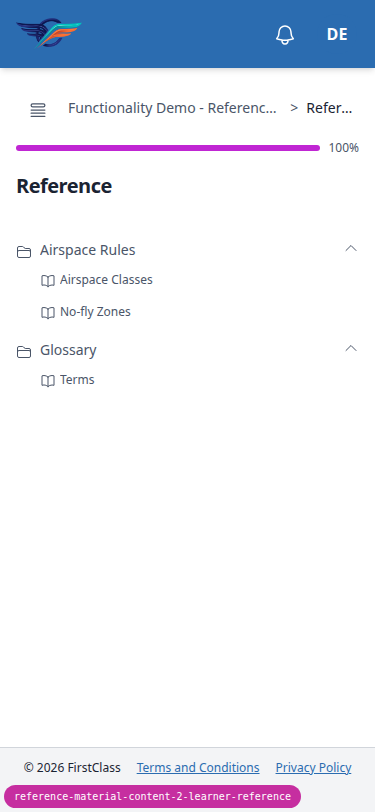 DE
Functionality Demo - Referenc... > Refer...
100%
Reference
Airspace Rules
Airspace Classes
No-fly Zones
Glossary
Terms
© 2026 FirstClass Terms and Conditions Privacy Policy
reference-material-content-2-learner-reference